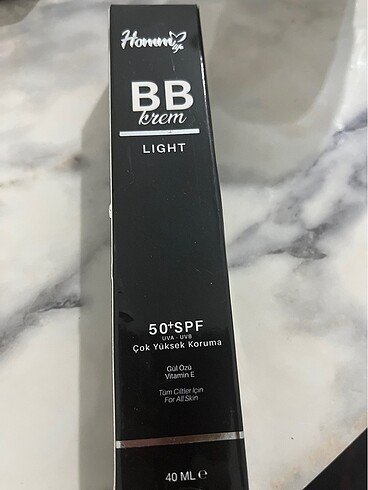 Homm life
BB
krem
LIGHT
50+SPF
UVA - UVB
Çok Yüksek Koruma
Gül Özü
Vitamin E
Tüm Ciltler İçin
For All Skin
40 ML ℮